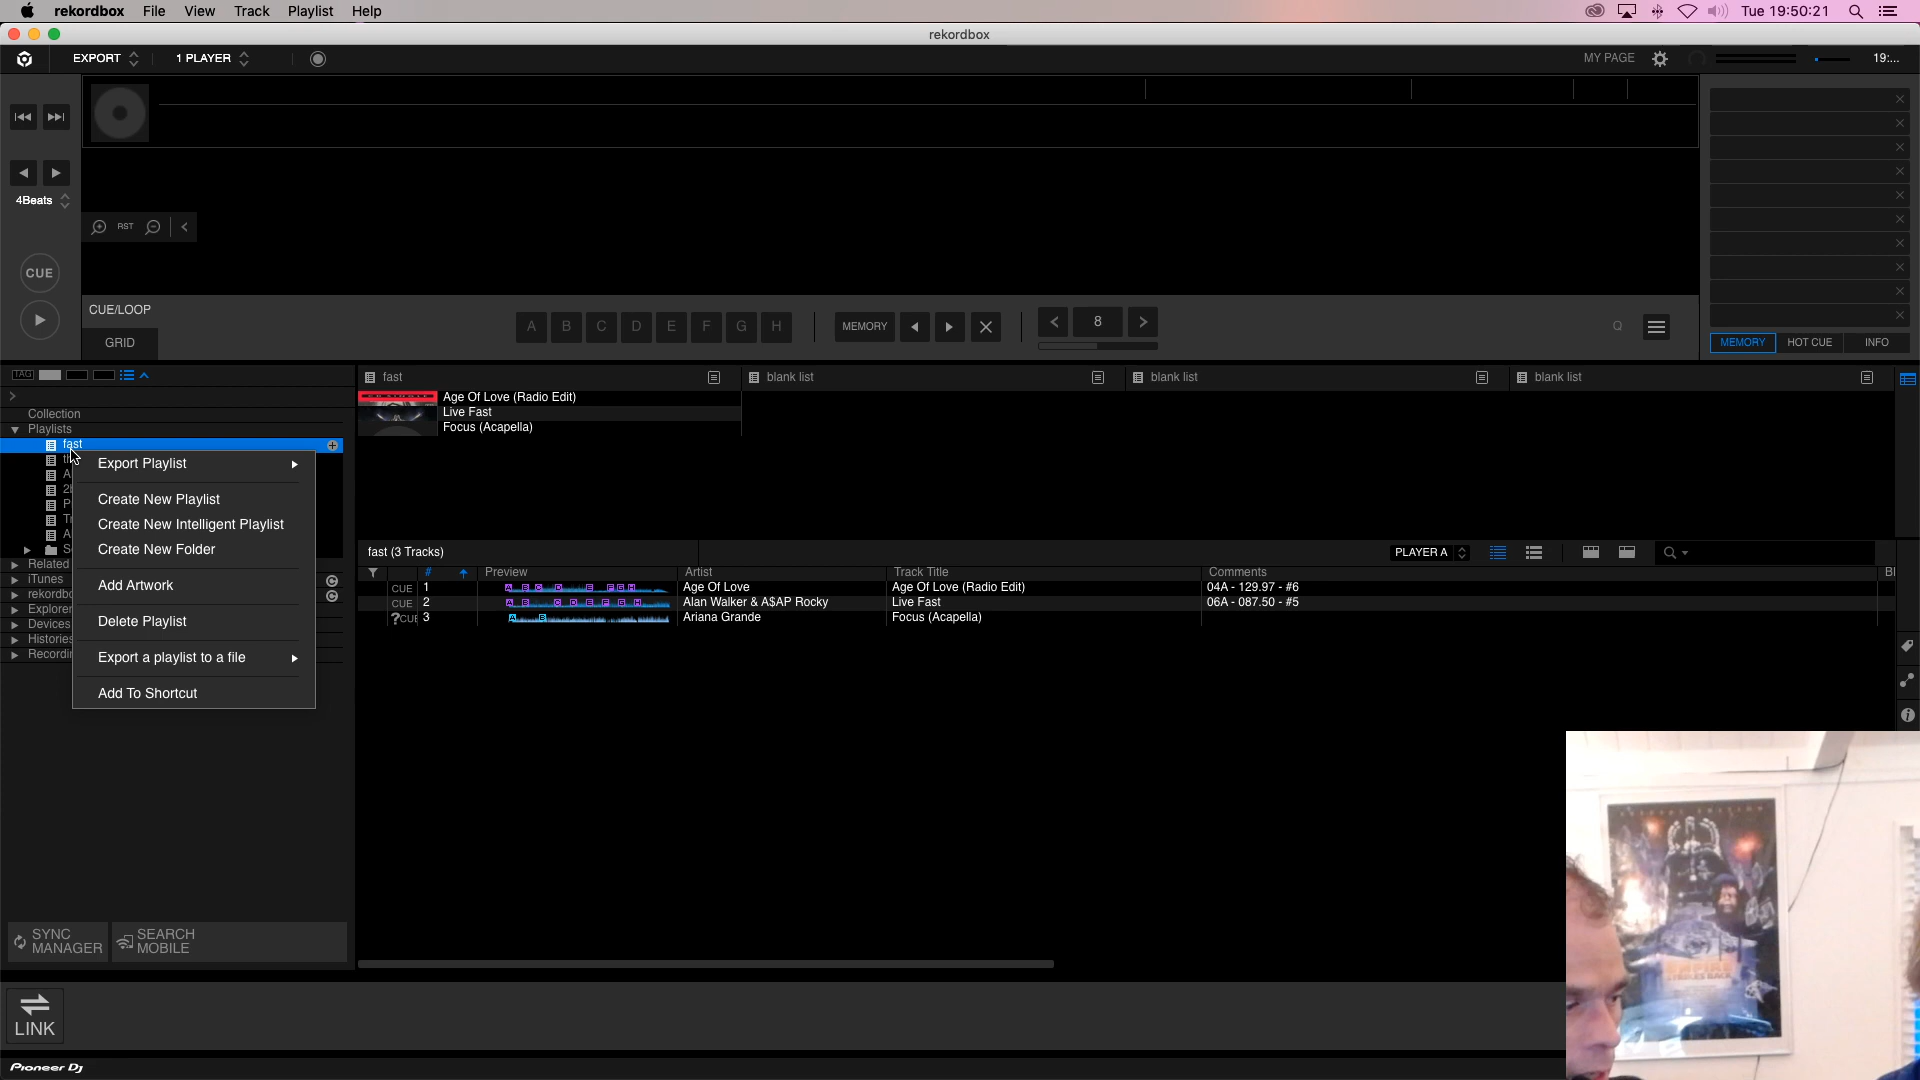 rekordbox File View Track Playlist Help
Tue 19:50:21
rekordbox
EXPORT
1 PLAYER
MY PAGE
19:...
4Beats
RST
CUE
CUE/LOOP
GRID
A B C D E F G H
MEMORY
8
Q
MEMORY HOT CUE INFO
TAG
fast
blank list
blank list
blank list
Age Of Love (Radio Edit)
Live Fast
Focus (Acapella)
Collection
Playlists
fast
Related
iTunes
rekordbo
Explorer
Devices
Histories
Recordi
Export Playlist
Create New Playlist
Create New Intelligent Playlist
Create New Folder
Add Artwork
Delete Playlist
Export a playlist to a file
Add To Shortcut
fast (3 Tracks)
PLAYER A
# Preview Artist Track Title Comments
CUE 1 Age Of Love Age Of Love (Radio Edit) 04A - 129.97 - #6
CUE 2 Alan Walker & A$AP Rocky Live Fast 06A - 087.50 - #5
?CUE 3 Ariana Grande Focus (Acapella)
SYNC MANAGER
SEARCH MOBILE
LINK
Pioneer Dj